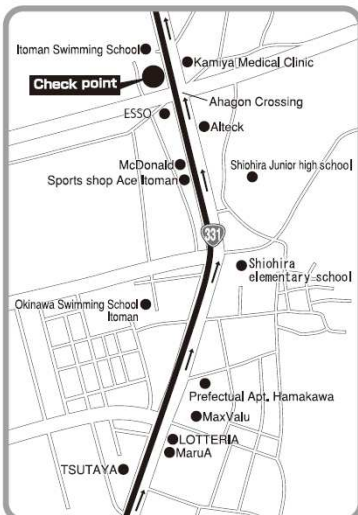 Itoman Swimming School
Kamiya Medical Clinic
Check point
Ahagon Crossing
ESSO
Alteck
McDonald
Shiohira Junior high school
Sports shop Ace Itoman
331
Shiohira
elementary school
Okinawa Swimming School
Itoman
Prefectual Apt. Hamakawa
MaxValu
LOTTERIA
MaruA
TSUTAYA